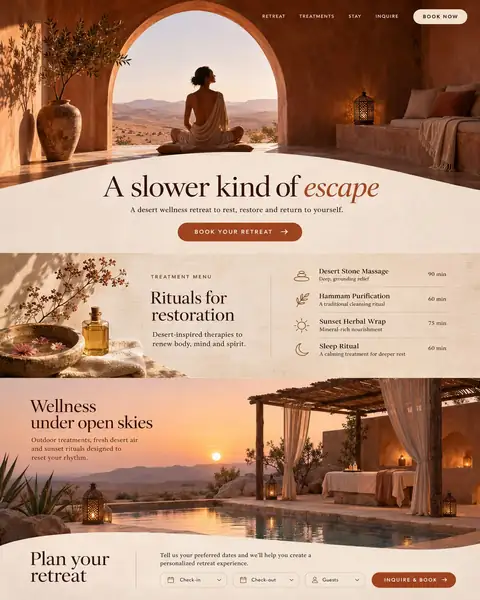 RETREAT TREATMENTS STAY INQUIRE BOOK NOW
A slower kind of escape
A desert wellness retreat to rest, restore and return to yourself.
BOOK YOUR RETREAT
TREATMENT MENU
Rituals for
restoration
Desert-inspired therapies to
renew body, mind and spirit.
Desert Stone Massage
Deep, grounding relief
90 min
Hammam Purification
A traditional cleansing ritual
60 min
Sunset Herbal Wrap
Mineral-rich nourishment
75 min
Sleep Ritual
A calming treatment for deeper rest
60 min
Wellness
under open skies
Outdoor treatments, fresh desert air
and sunset rituals designed to
reset your rhythm.
Plan your
retreat
Tell us your preferred dates and we'll help you create a
personalized retreat experience.
Check-in Check-out Guests INQUIRE & BOOK